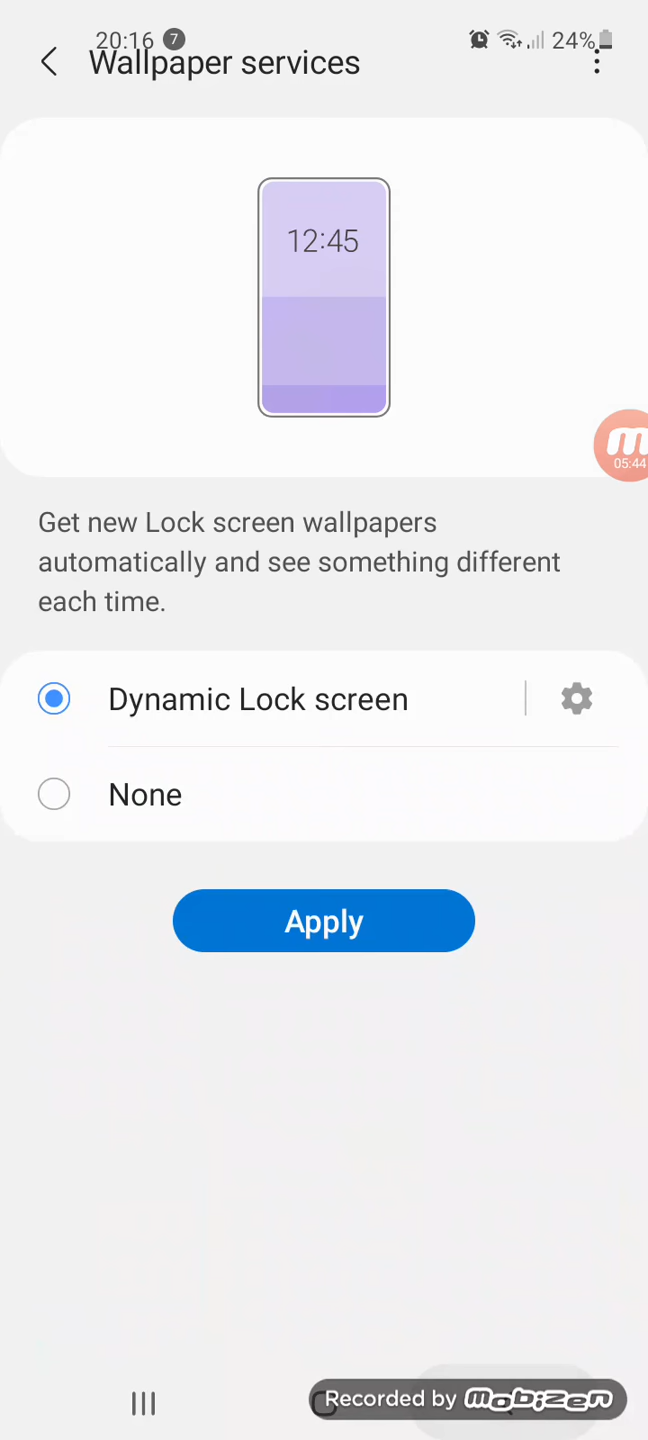 20:16 7 24%
Wallpaper services
12:45
m
05:44
Get new Lock screen wallpapers
automatically and see something different
each time.
Dynamic Lock screen
None
Apply
Recorded by mobizen